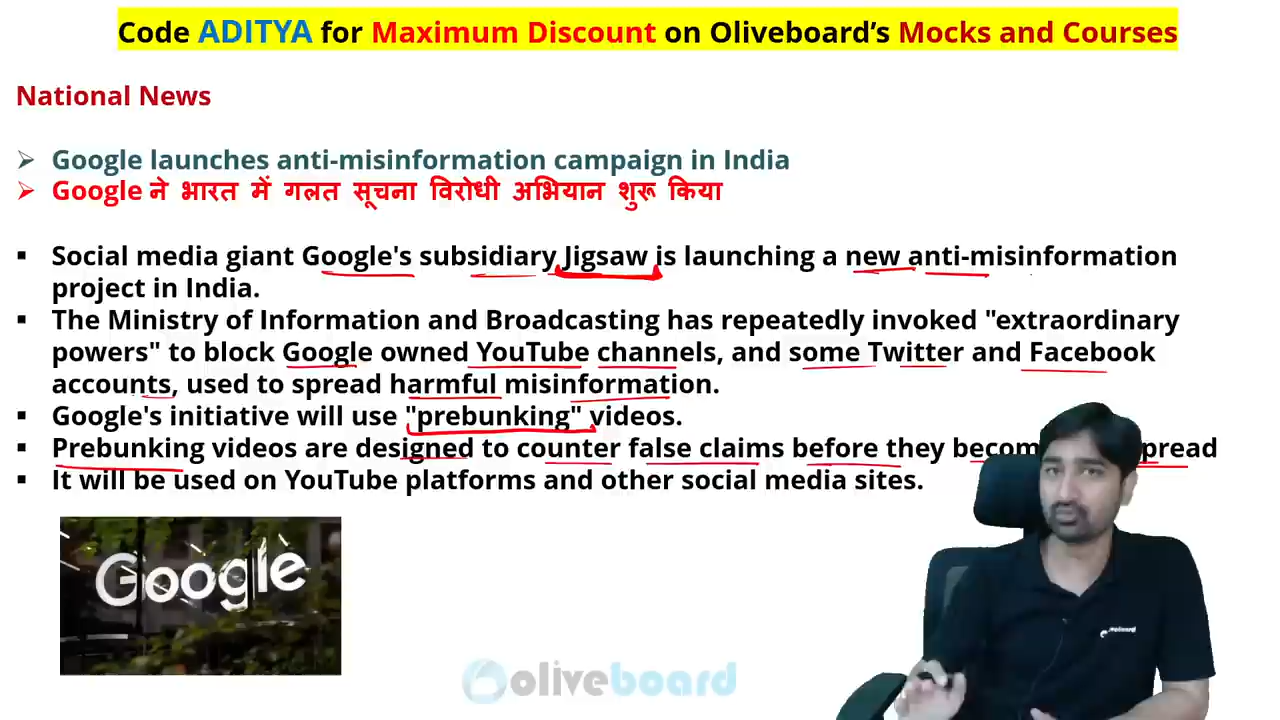 Code ADITYA for Maximum Discount on Oliveboard's Mocks and Courses
National News
Google launches anti-misinformation campaign in India
Google ने भारत में गलत सूचना विरोधी अभियान शुरू किया
Social media giant Google's subsidiary Jigsaw is launching a new anti-misinformation
project in India.
The Ministry of Information and Broadcasting has repeatedly invoked "extraordinary
powers" to block Google owned YouTube channels, and some Twitter and Facebook
accounts, used to spread harmful misinformation.
Google's initiative will use "prebunking" videos.
Prebunking videos are designed to counter false claims before they
It will be used on YouTube platforms and other social media sites.
Google
oliveboard
oliveboard